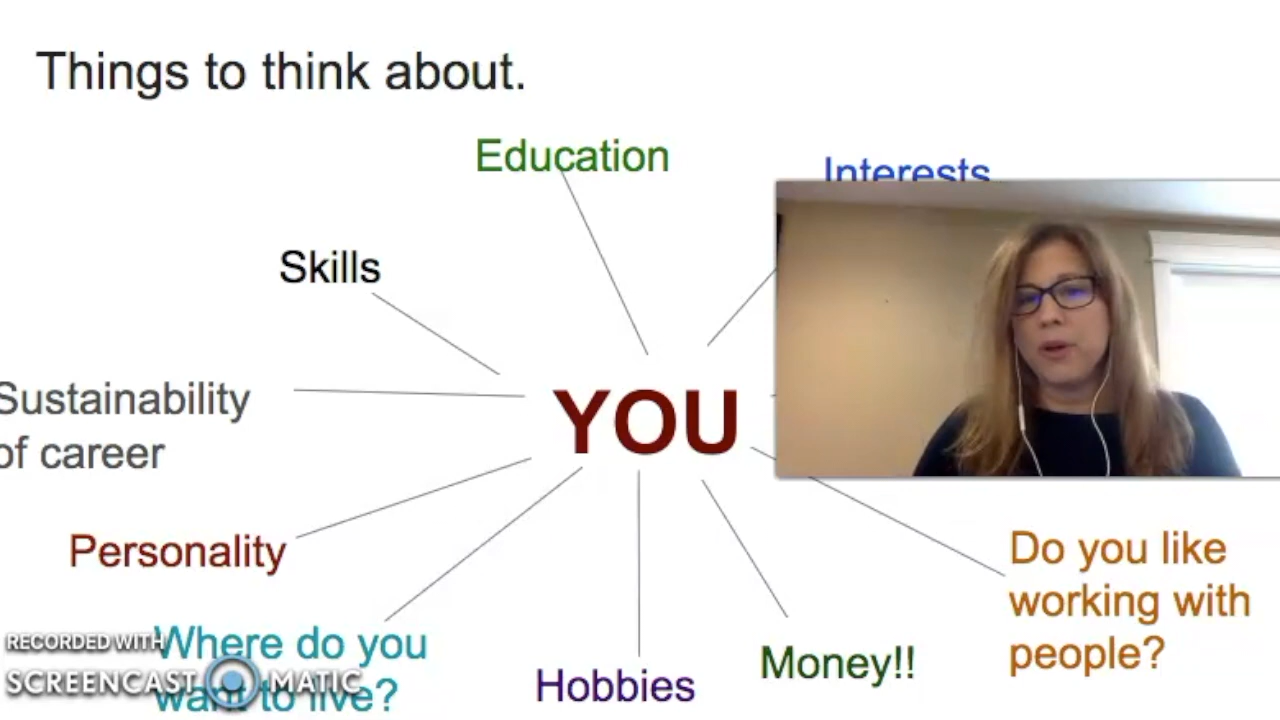 Things to think about.
Education
Interests
Skills
YOU
Sustainability
of career
Personality
Do you like
working with
people?
Where do you
want to live?
Hobbies
Money!!
RECORDED WITH
SCREENCAST MATIC